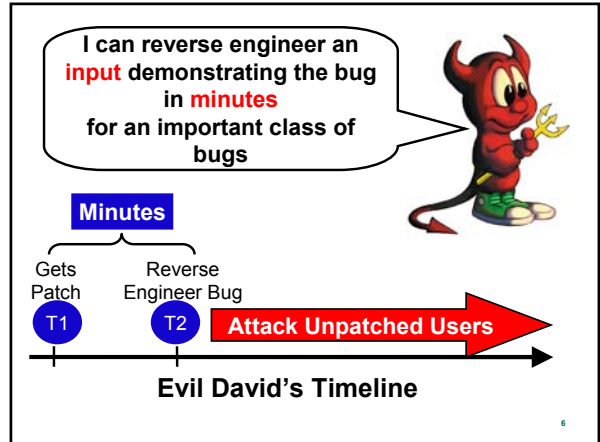 I can reverse engineer an
input demonstrating the bug
in minutes
for an important class of
bugs
Minutes
Gets
Patch
Reverse
Engineer Bug
T1
T2
Attack Unpatched Users
Evil David's Timeline
6